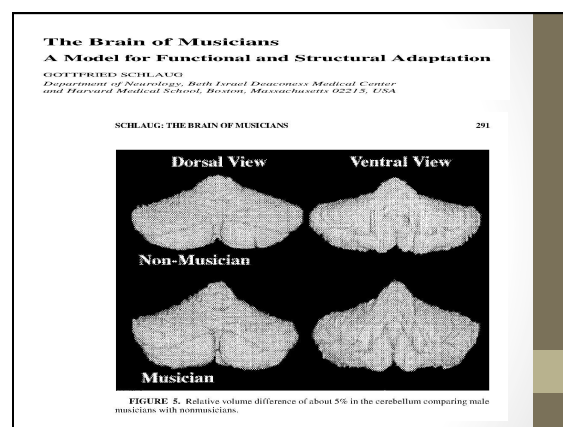 The Brain of Musicians
A Model for Functional and Structural Adaptation
GOTTFRIED SCHLAUG
Department of Neurology, Beth Israel Deaconess Medical Center
and Harvard Medical School, Boston, Massachusetts 02215, USA
SCHLAUG: THE BRAIN OF MUSICIANS 291
Dorsal View Ventral View
Non-Musician
Musician
FIGURE 5. Relative volume difference of about 5% in the cerebellum comparing male
musicians with nonmusicians.